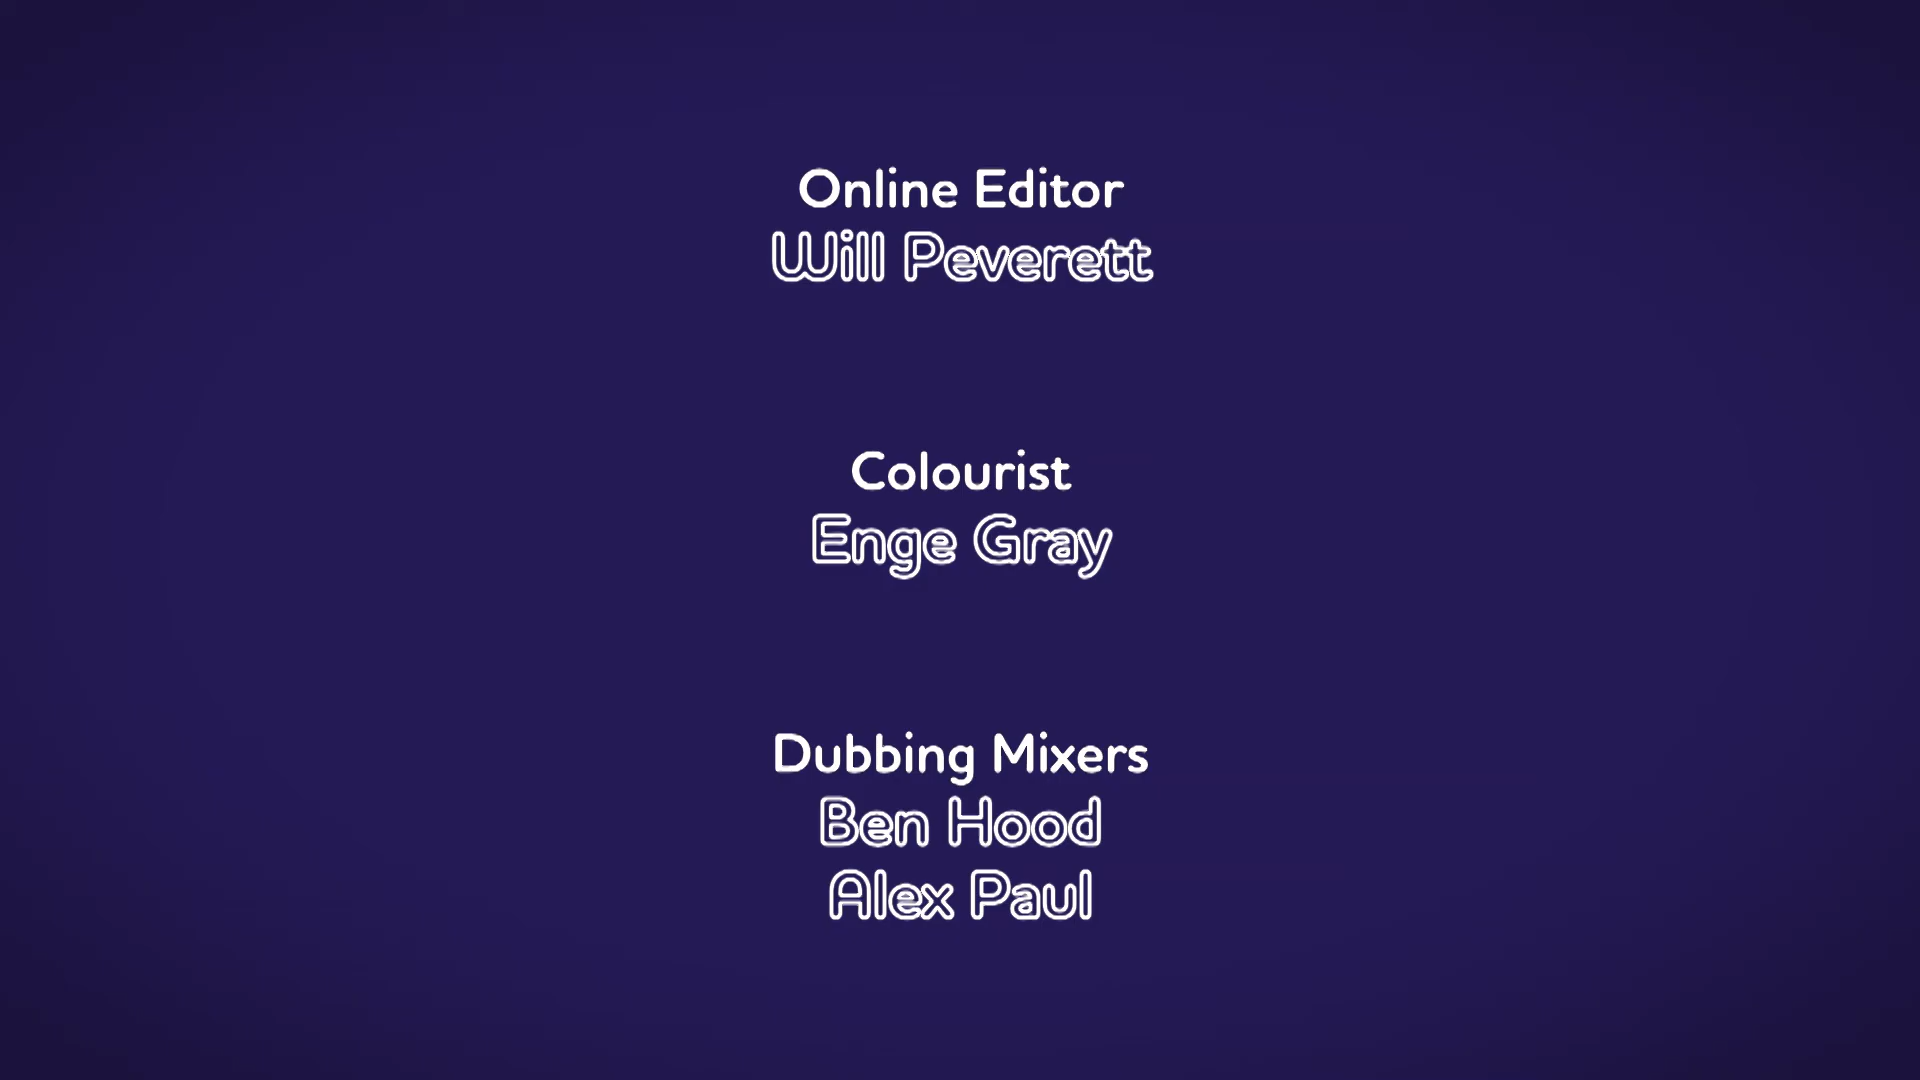 Online Editor
Will Peverett
Colourist
Enge Gray
Dubbing Mixers
Ben Hood
Alex Paul